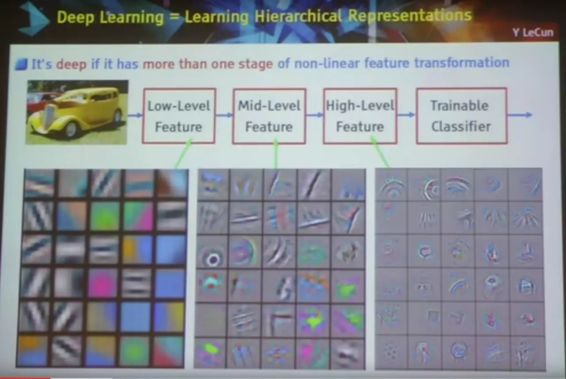 Deep Learning = Learning Hierarchical Representations
Y LeCun
It's deep if it has more than one stage of non-linear feature transformation
Low-Level
Feature
Mid-Level
Feature
High-Level
Feature
Trainable
Classifier